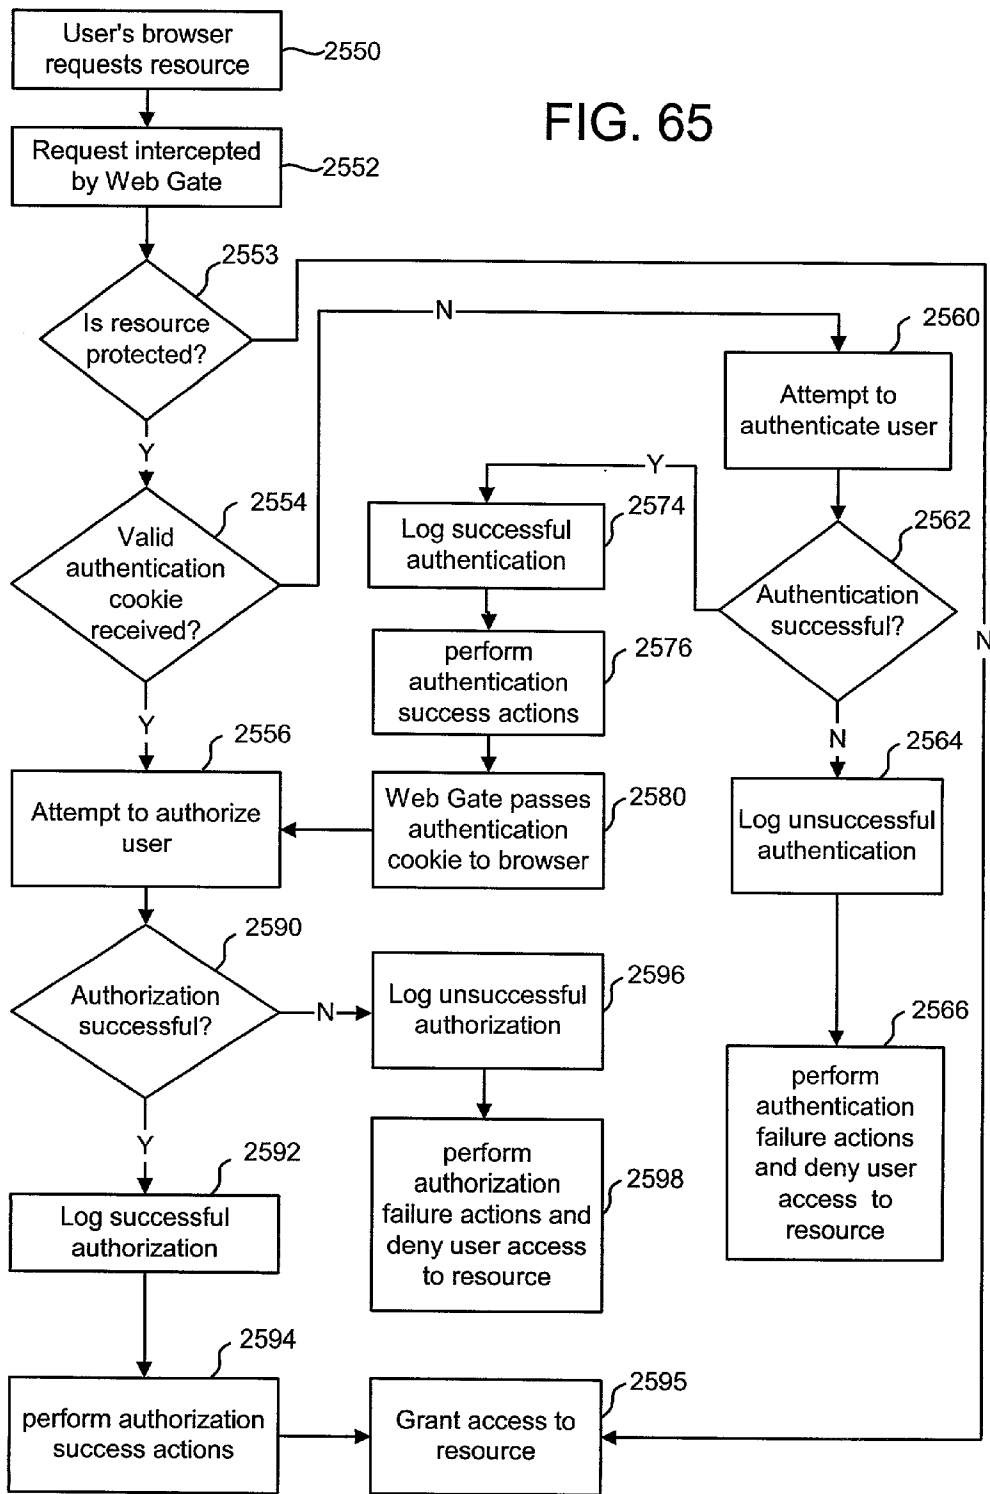 User's browser
requests resource
2550
FIG. 65
Request intercepted
by Web Gate
2552
2553
Is resource
protected?
N
2560
Attempt to
authenticate user
Y
Y
2554
Valid
authentication
cookie
received?
2574
Log successful
authentication
2562
Authentication
successful?
N
2576
perform
authentication
success actions
Y
N
2556
Attempt to authorize
user
2580
Web Gate passes
authentication
cookie to browser
2564
Log unsuccessful
authentication
2590
Authorization
successful?
N
2596
Log unsuccessful
authorization
2566
perform
authentication
failure actions
and deny user
access to
resource
Y
2592
Log successful
authorization
2598
perform
authorization
failure actions and
deny user access
to resource
2594
perform authorization
success actions
2595
Grant access to
resource